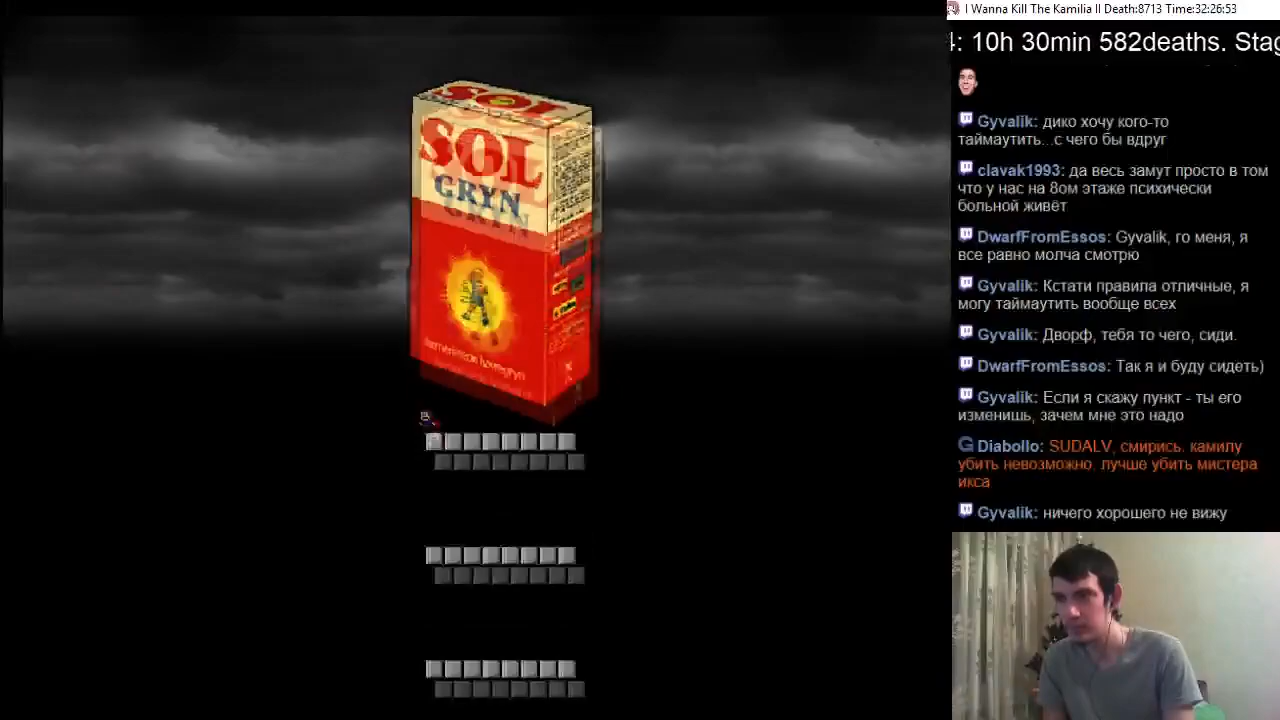 I Wanna Kill The Kamilia II Death:8713 Time:32:26:53
4: 10h 30min 582deaths. Stag
Gyvalik: дико хочу кого-то
таймаутить...с чего бы вдруг
clavak1993: да весь замут просто в том
что у нас на 8ом этаже психически
больной живёт
DwarfFromEssos: Gyvalik, го меня, я
все равно молча смотрю
Gyvalik: Кстати правила отличные, я
могу таймаутить вообще всех
Gyvalik: Дворф, тебя то чего, сиди.
DwarfFromEssos: Так я и буду сидеть)
Gyvalik: Если я скажу пункт - ты его
изменишь, зачем мне это надо
Diabollo: SUDALV, смирись. камилу
убить невозможно. лучше убить мистера
икса
Gyvalik: ничего хорошего не вижу
SOL
SOL
GRYN